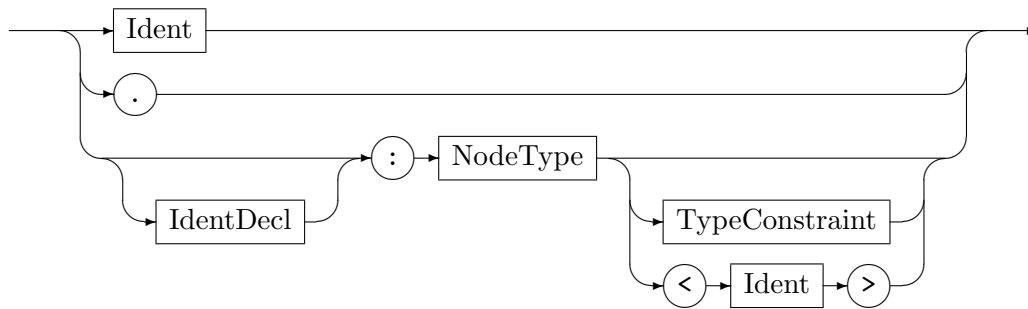 Ident
.
: NodeType
IdentDecl TypeConstraint
< Ident >